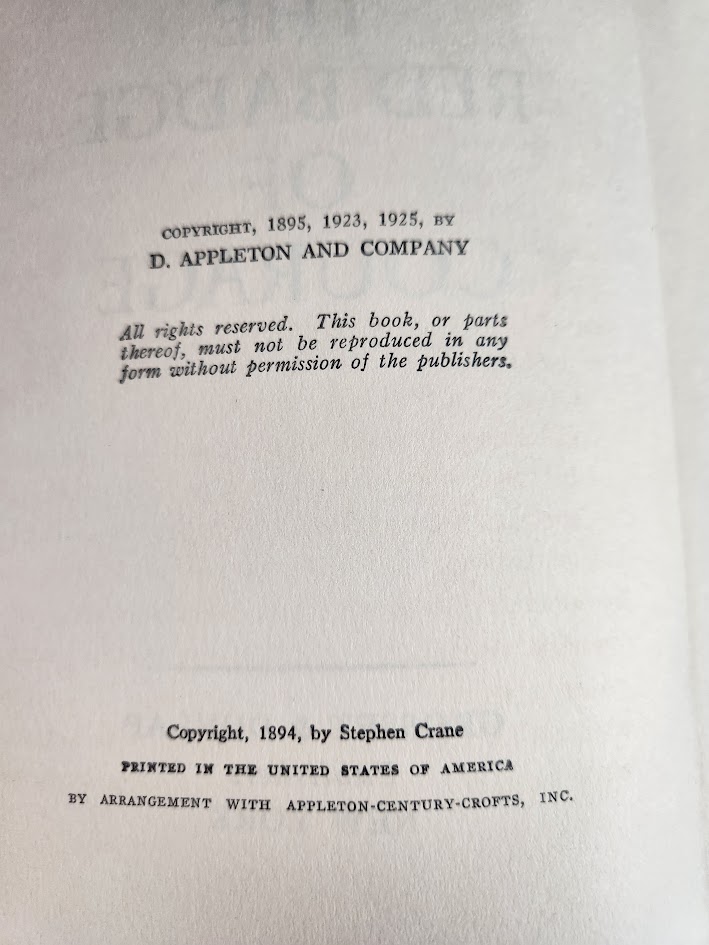 COPYRIGHT, 1895, 1923, 1925, BY
D. APPLETON AND COMPANY
All rights reserved. This book, or parts
thereof, must not be reproduced in any
form without permission of the publishers.
Copyright, 1894, by Stephen Crane
PRINTED IN THE UNITED STATES OF AMERICA
BY ARRANGEMENT WITH APPLETON-CENTURY-CROFTS, INC.